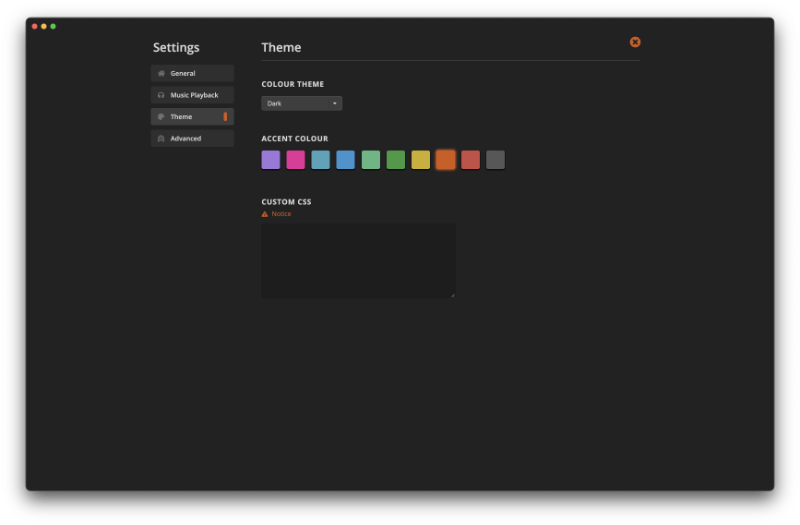 Settings
General
Music Playback
Theme
Advanced
Theme
COLOUR THEME
Dark
ACCENT COLOUR
CUSTOM CSS
Notice